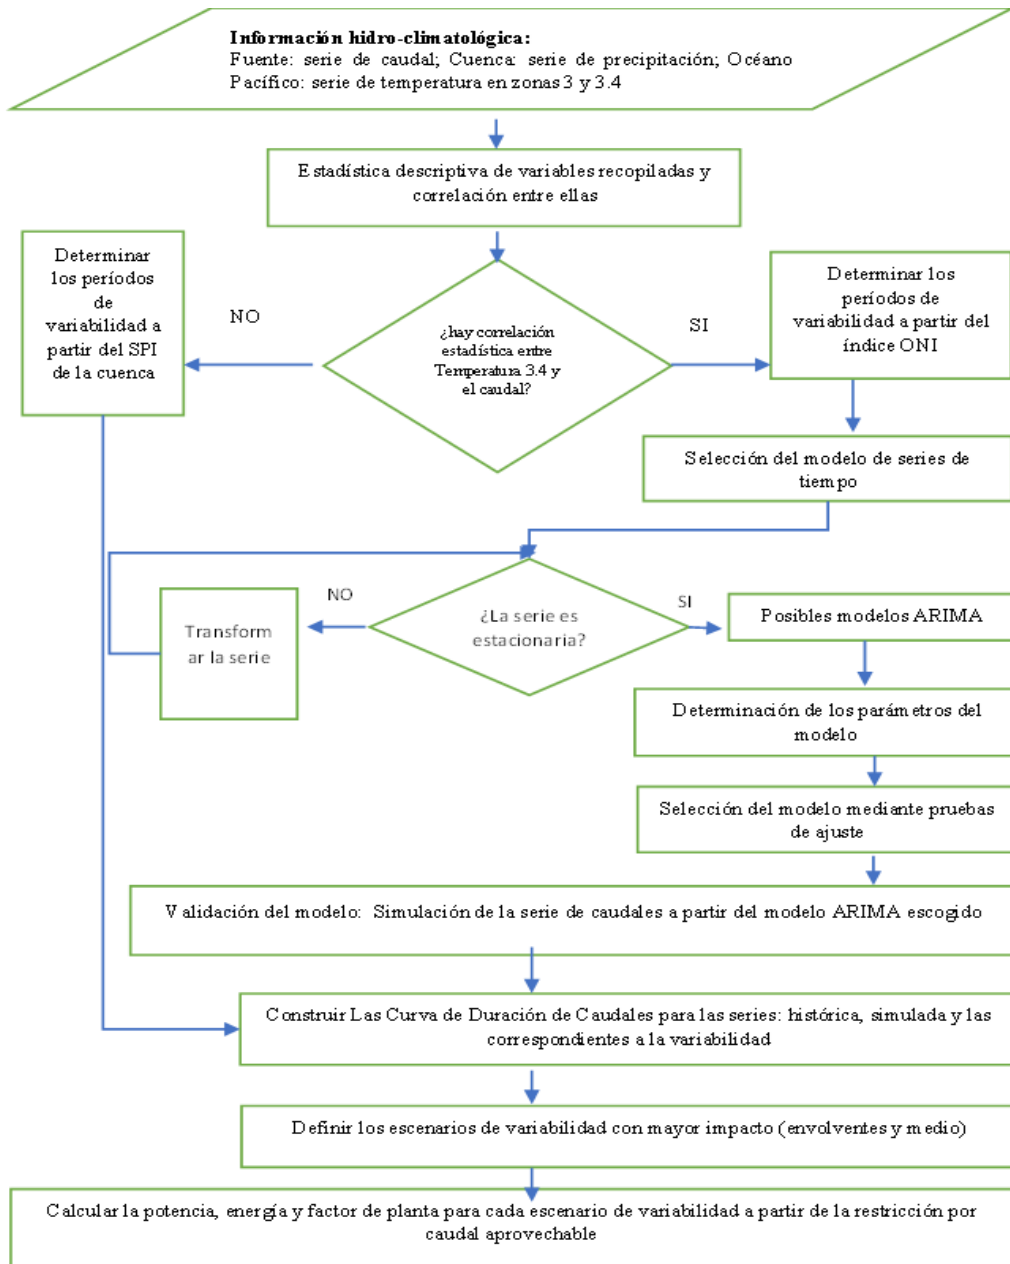 Información hidro-climatológica:
Fuente: serie de caudal; Cuenca: serie de precipitación; Océano
Pacífico: serie de temperatura en zonas 3 y 3.4
Estadística descriptiva de variables recopiladas y
correlación entre ellas
Determinar
los períodos
de
variabilidad a
partir del SPI
de la cuenca
NO
¿hay correlación
estadística entre
Temperatura 3.4 y
el caudal?
SI
Determinar los
períodos de
variabilidad a partir del
índice ONI
Selección del modelo de series de
tiempo
NO
Transform
ar la serie
¿La serie es
estacionaria?
SI
Posibles modelos ARIMA
Determinación de los parámetros del
modelo
Selección del modelo mediante pruebas
de ajuste
Validación del modelo: Simulación de la serie de caudales a partir del modelo ARIMA escogido
Construir Las Curva de Duración de Caudales para las series: histórica, simulada y las
correspondientes a la variabilidad
Definir los escenarios de variabilidad con mayor impacto (envolventes y medio)
Calcular la potencia, energía y factor de planta para cada escenario de variabilidad a partir de la restricción por
caudal aprovechable